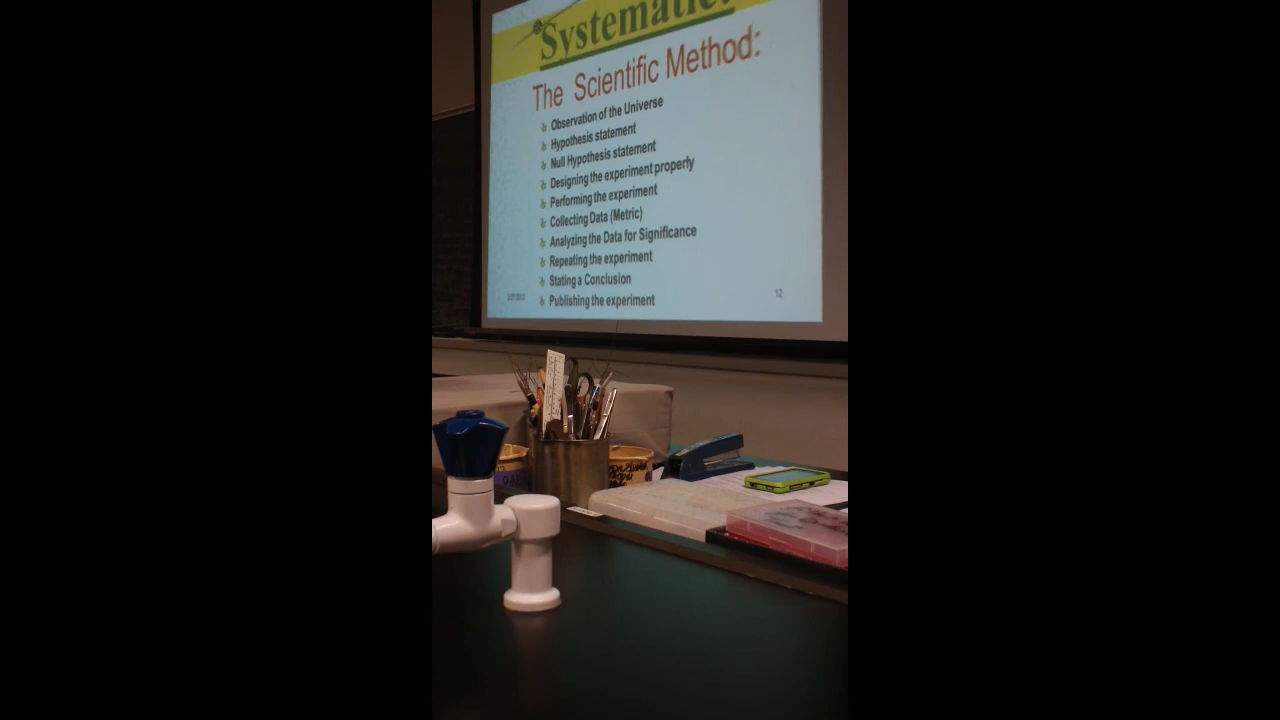 Systematic:
The Scientific Method:
Observation of the Universe
Hypothesis statement
Null Hypothesis statement
Designing the experiment properly
Performing the experiment
Collecting Data (Metric)
Analyzing the Data for Significance
Repeating the experiment
Stating a Conclusion
Publishing the experiment
12